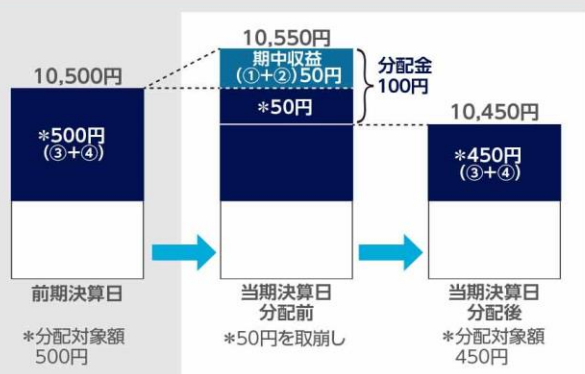 10,550円
期中収益
(①+②)50円
分配金
100円
10,500円
*50円
10,450円
*500円
(③+④)
*450円
(③+④)
前期決算日
当期決算日
分配前
当期決算日
分配後
*分配対象額
500円
*50円を取崩し
*分配対象額
450円